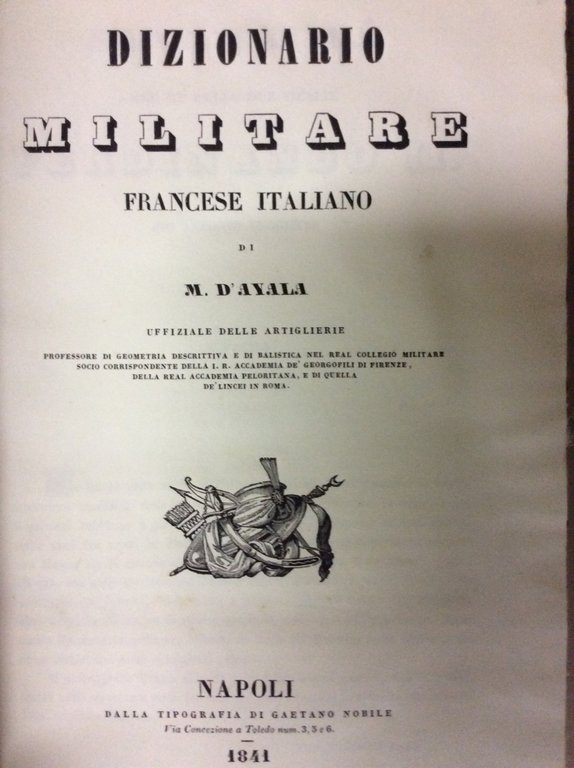 DIZIONARIO
MILITARE
FRANCESE ITALIANO
DI
M. D'AYALA
UFFIZIALE DELLE ARTIGLIERIE
PROFESSORE DI GEOMETRIA DESCRITTIVA E DI BALISTICA NEL REAL COLLEGIO MILITARE
SOCIO CORRISPONDENTE DELLA I. R. ACCADEMIA DE' GEORGOFILI DI FIRENZE,
DELLA REAL ACCADEMIA PELORITANA, E DI QUELLA
DE' LINCEI IN ROMA.
NAPOLI
DALLA TIPOGRAFIA DI GAETANO NOBILE
Via Concezione a Toledo num. 3, 5 e 6.
1841